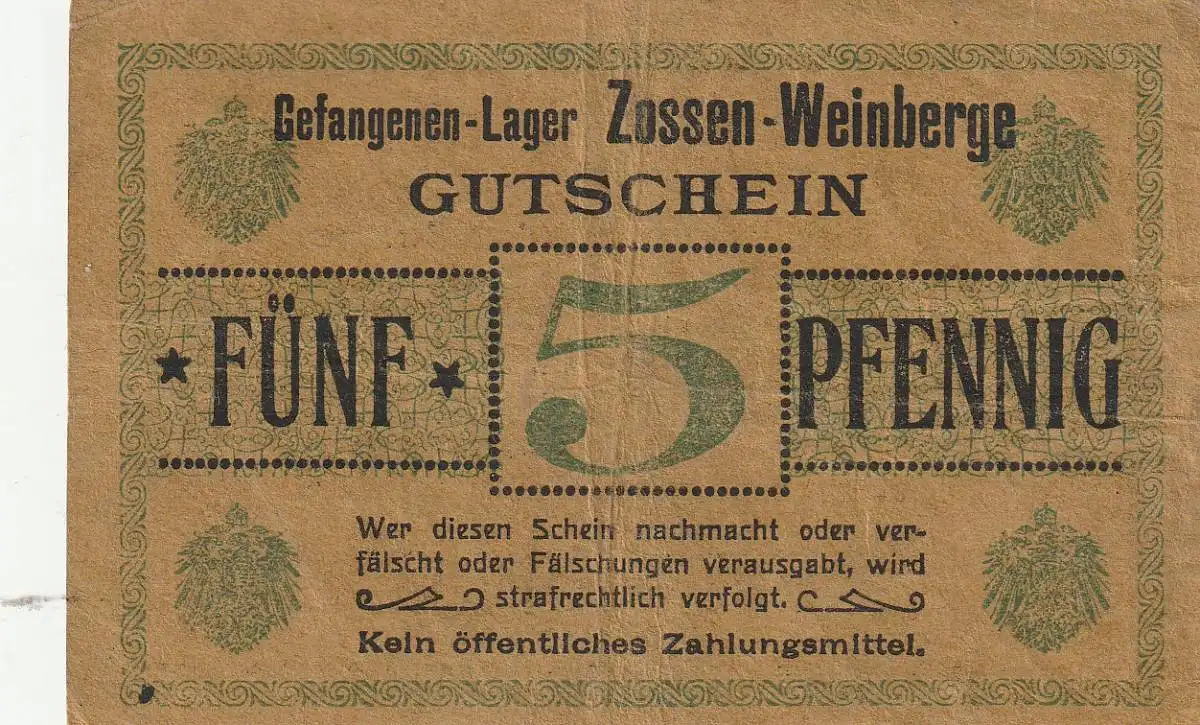 Gefangenen-Lager Zossen-Weinberge
GUTSCHEIN
FÜNF 5 PFENNIG
Wer diesen Schein nachmacht oder ver-
fälscht oder Fälschungen verausgabt, wird
strafrechtlich verfolgt.
Kein öffentliches Zahlungsmittel.